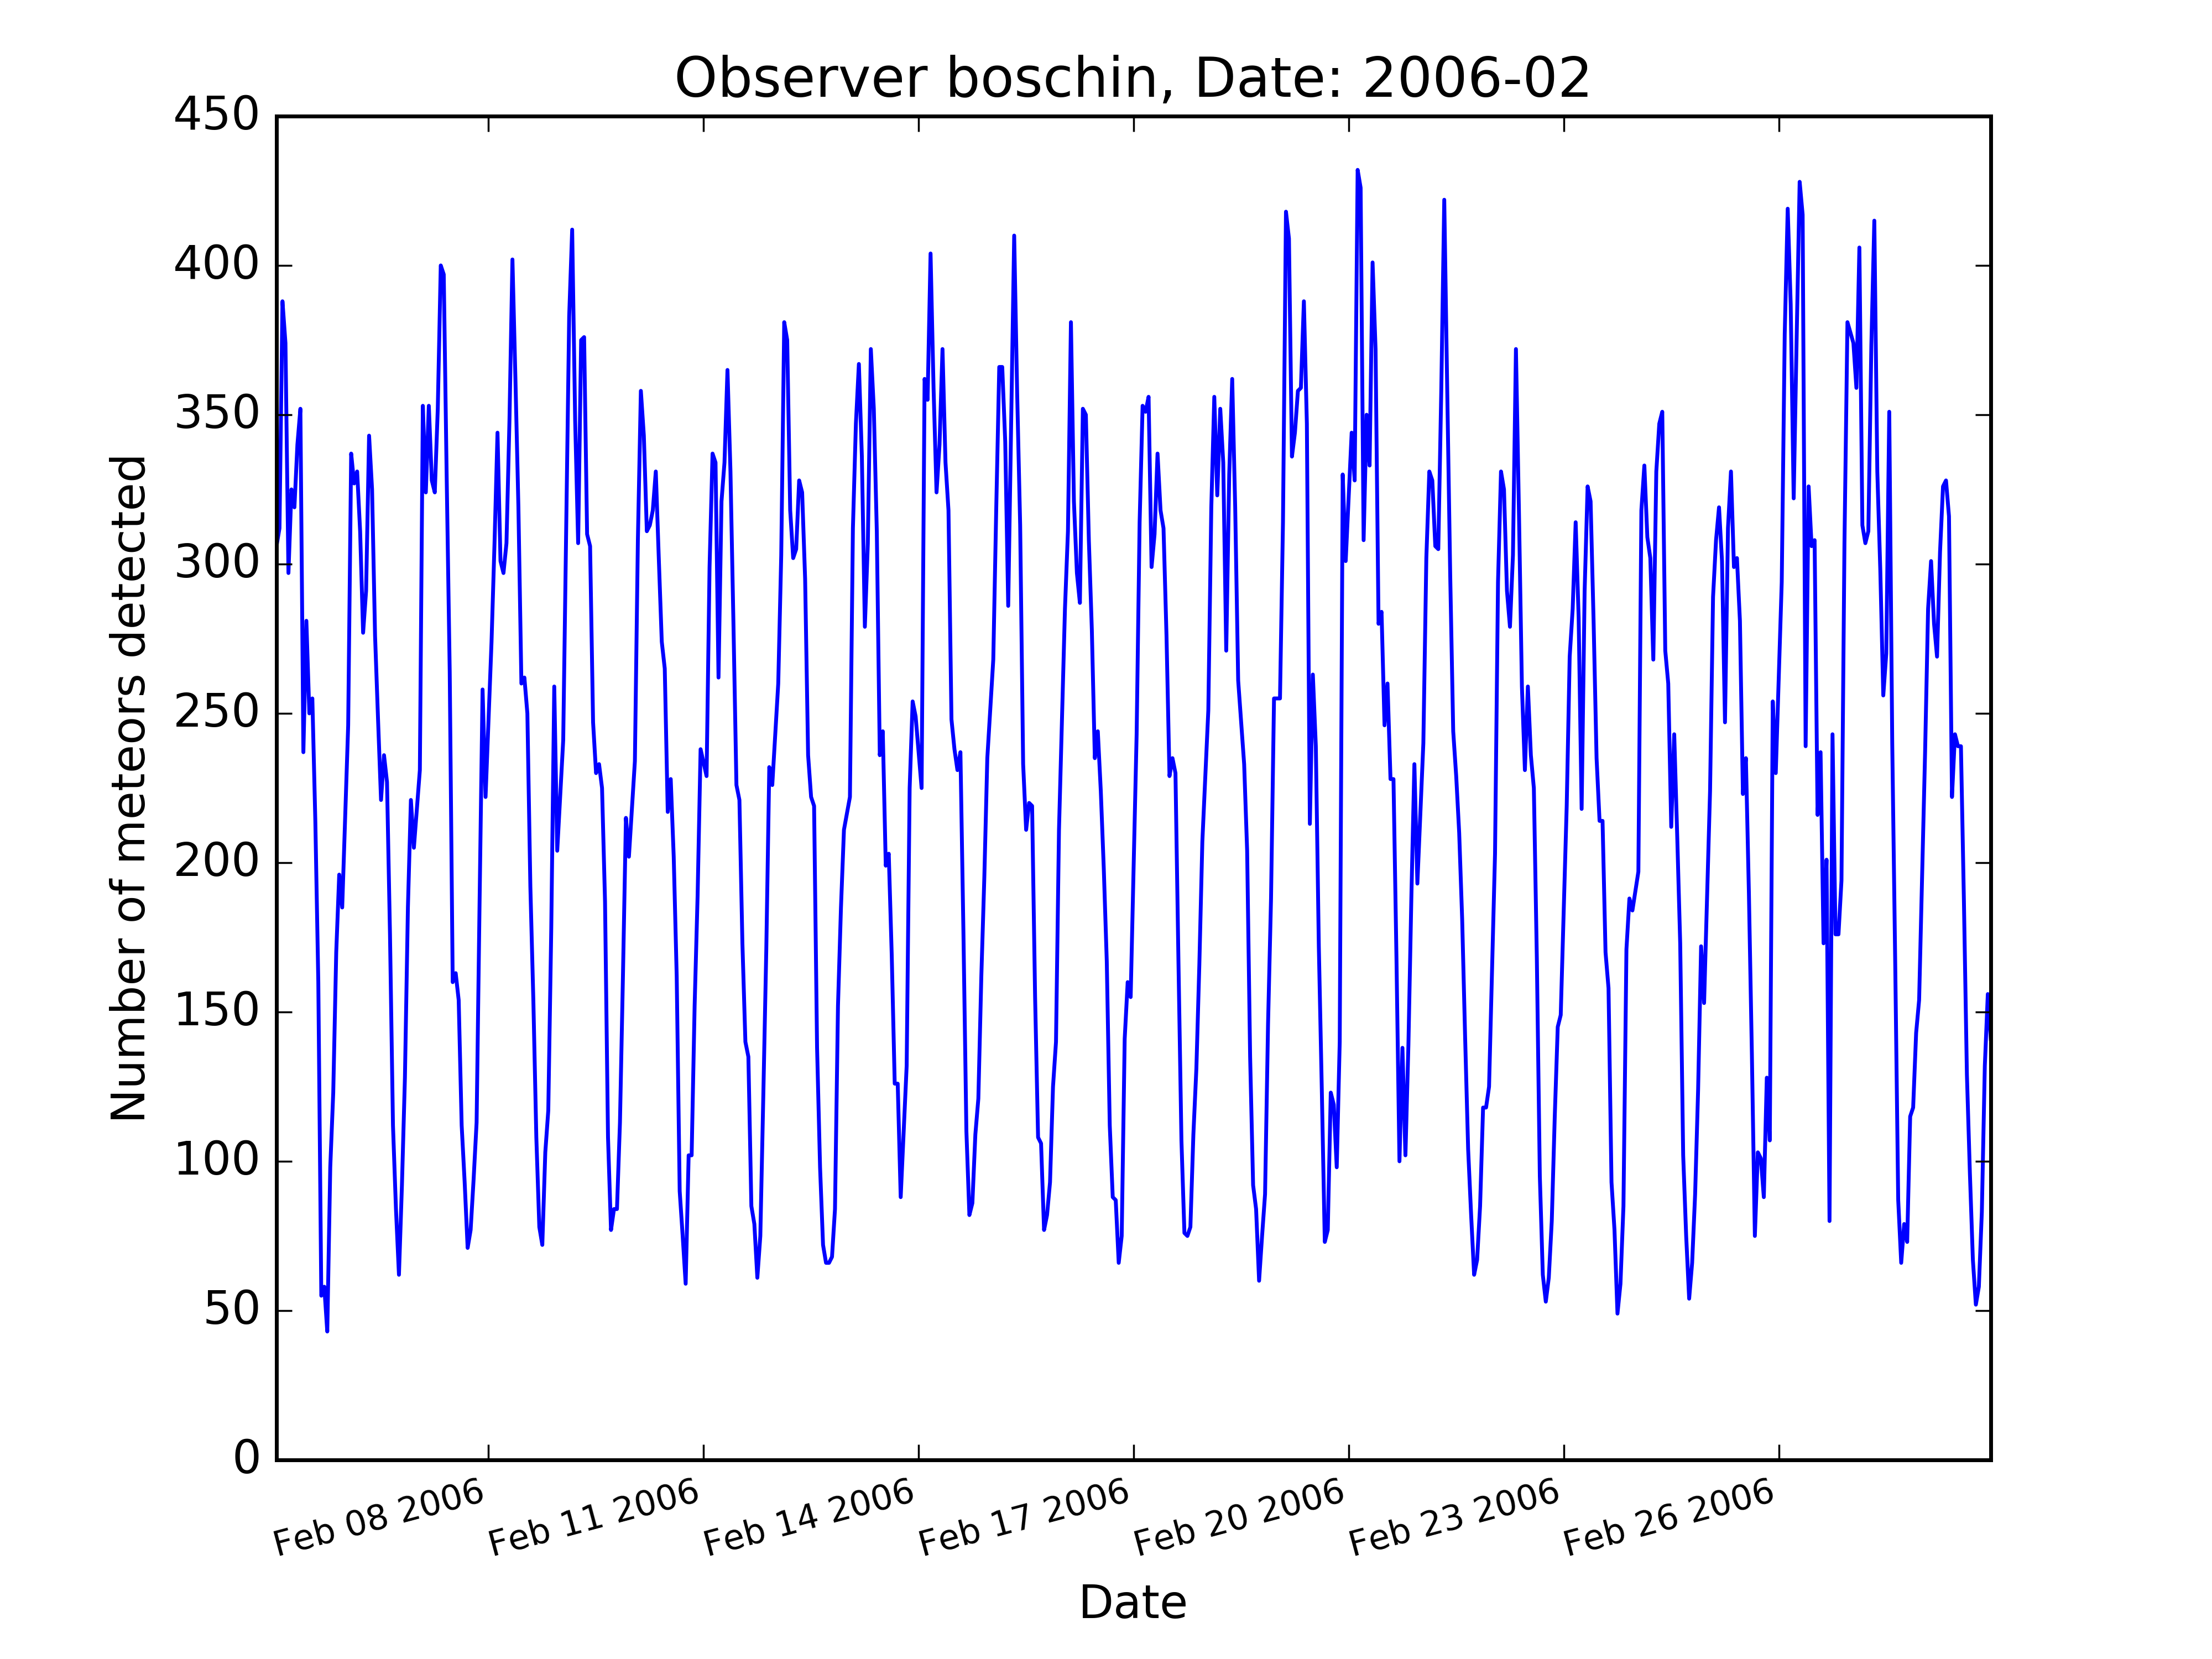 Observer boschin, Date: 2006-02
450
400
350
300
250
200
150
100
50
0
Number of meteors detected
Feb 08 2006
Feb 11 2006
Feb 14 2006
Feb 17 2006
Feb 20 2006
Feb 23 2006
Feb 26 2006
Date